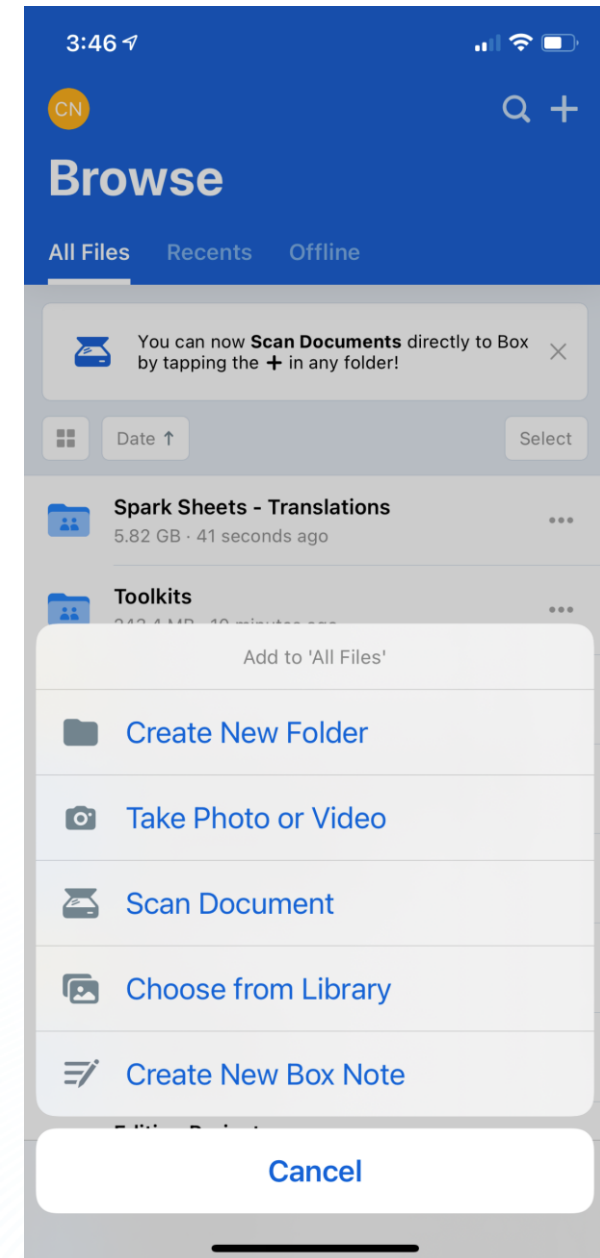 3:46
CN
Browse
All Files Recents Offline
You can now Scan Documents directly to Box
by tapping the + in any folder!
Date ↑ Select
Spark Sheets - Translations
5.82 GB · 41 seconds ago
Toolkits
Add to 'All Files'
Create New Folder
Take Photo or Video
Scan Document
Choose from Library
Create New Box Note
Cancel